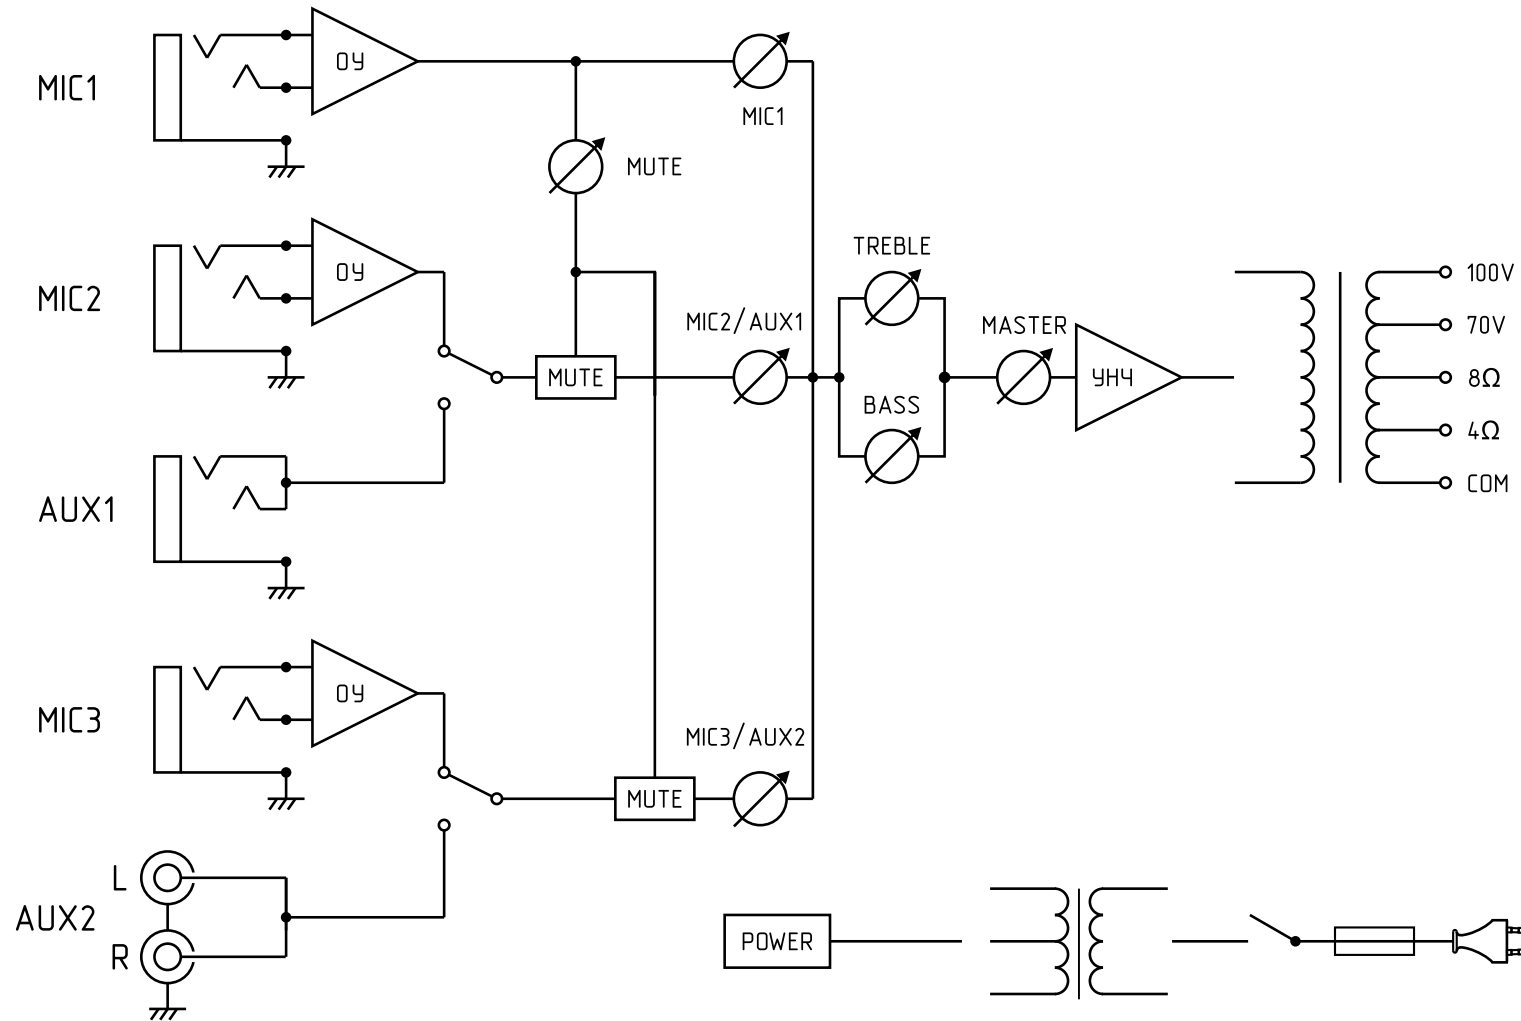 MIC1
ОУ
MIC1
MUTE
MIC2
ОУ
MUTE
MIC2/AUX1
TREBLE
BASS
MASTER
УНЧ
100V
70V
8Ω
4Ω
COM
AUX1
MIC3
ОУ
MUTE
MIC3/AUX2
AUX2
L
R
POWER